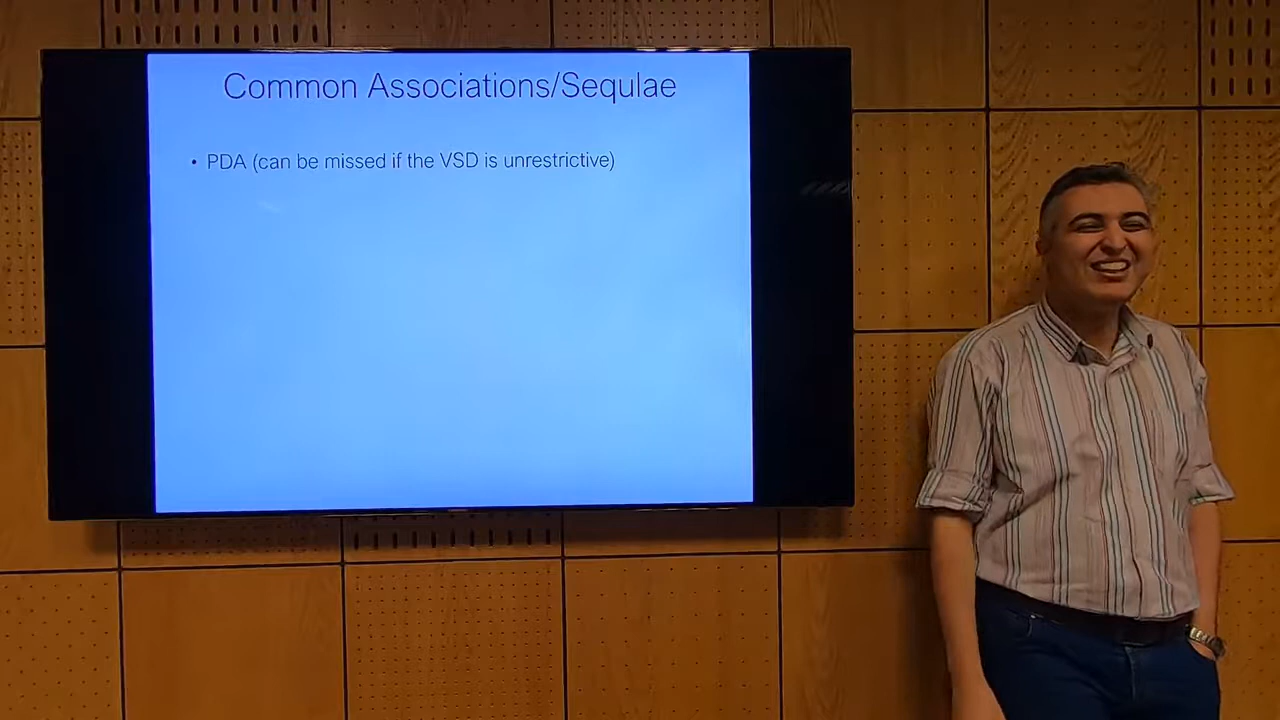 Common Associations/Sequlae
• PDA (can be missed if the VSD is unrestrictive)